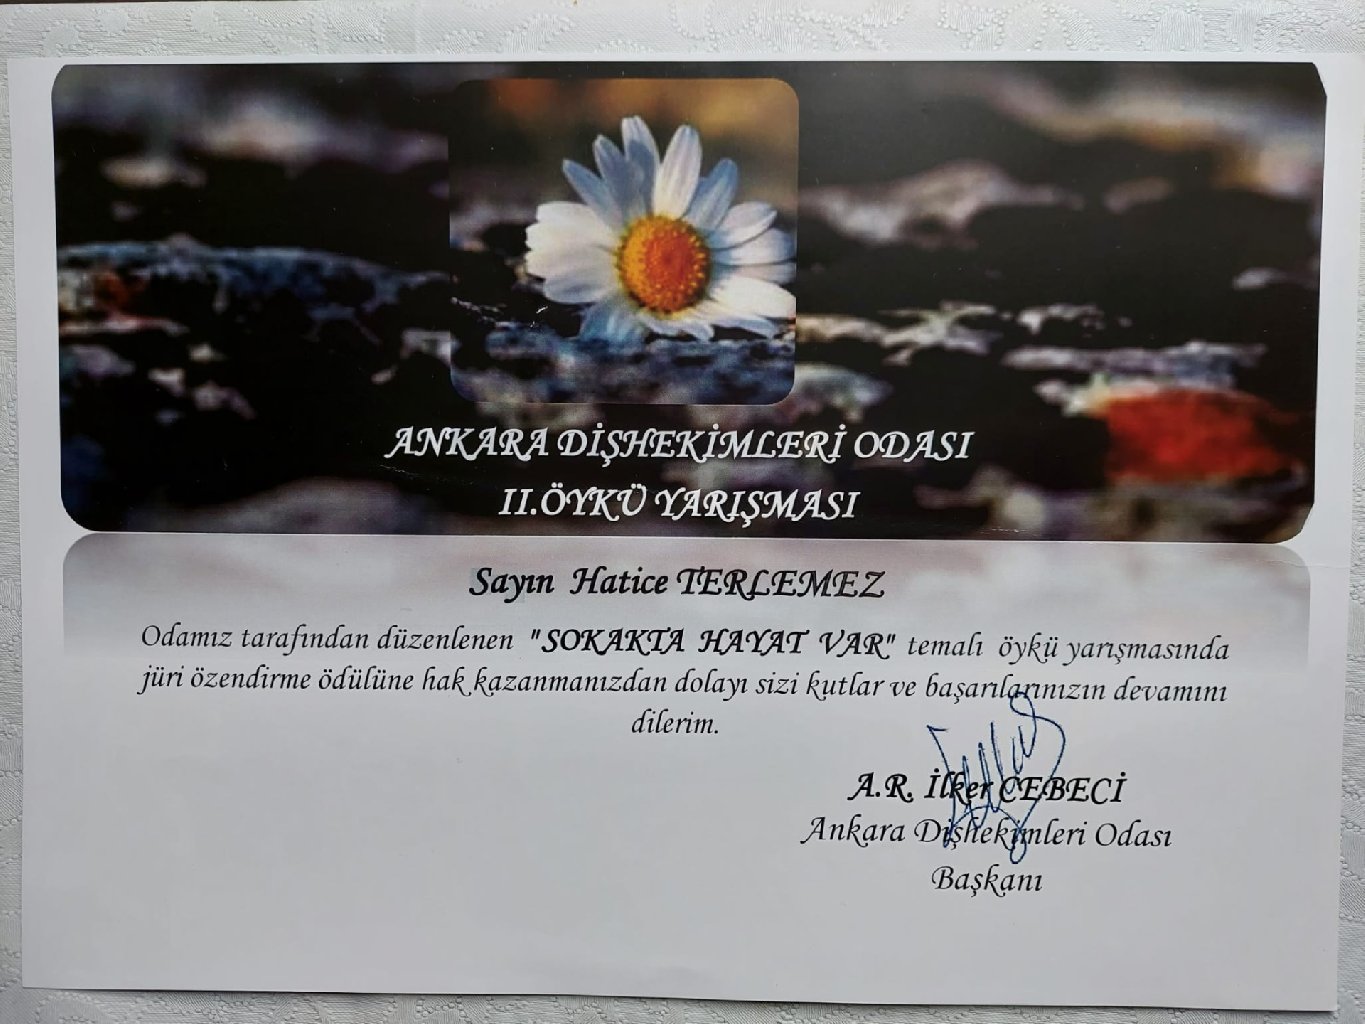 ANKARA DİŞHEKİMLERİ ODASI
II.ÖYKÜ YARIŞMASI
Sayın Hatice TERLEMEZ
Odamız tarafından düzenlenen "SOKAKTA HAYAT VAR" temalı öykü yarışmasında
jüri özendirme ödülüne hak kazanmanızdan dolayı sizi kutlar ve başarılarınızın devamını
dilerim.
A.R. İlker CEBECİ
Ankara Dişhekimleri Odası
Başkanı